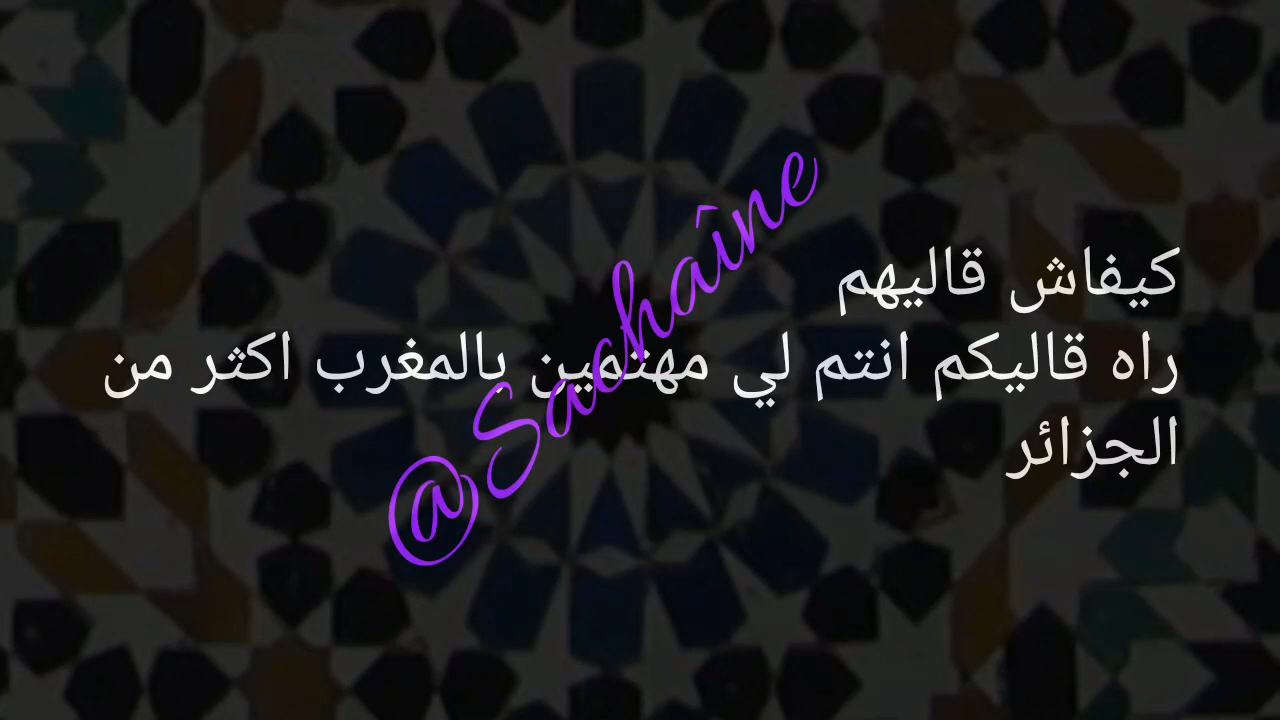 كيفاش قاليهم
راه قاليكم انتم لي مهتمين بالمغرب اكثر من
الجزائر
@Sachaîne